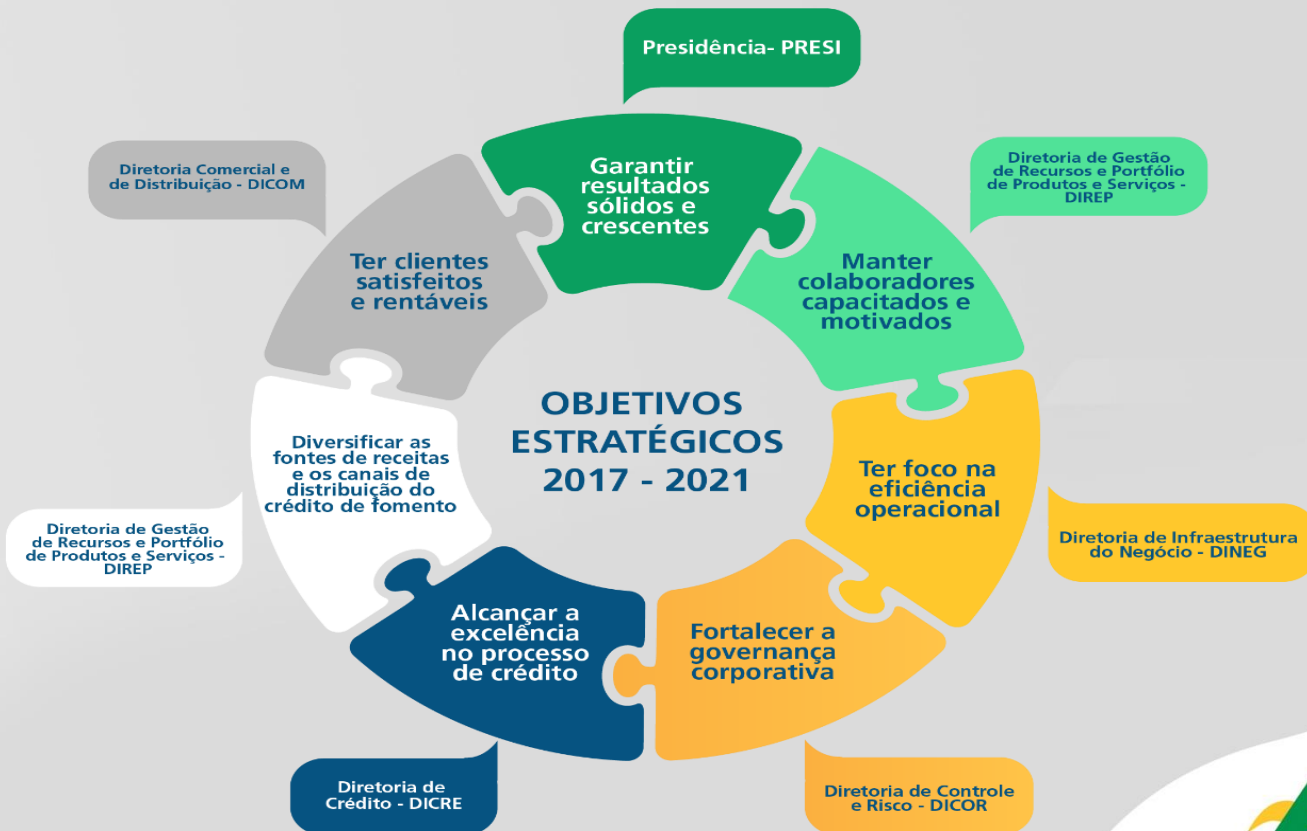 Presidência- PRESI
Garantir
resultados
sólidos e
crescentes
Diretoria de Gestão
de Recursos e Portfólio
de Produtos e Serviços -
DIREP
Manter
colaboradores
capacitados e
motivados
Ter foco na
eficiência
operacional
Diretoria de Infraestrutura
do Negócio - DINEG
Fortalecer a
governança
corporativa
Diretoria de Controle
e Risco - DICOR
Alcançar a
excelência
no processo
de crédito
Diretoria de
Crédito - DICRE
Diversificar as
fontes de receitas
e os canais de
distribuição do
crédito de fomento
Diretoria de Gestão
de Recursos e Portfólio
de Produtos e Serviços -
DIREP
Ter clientes
satisfeitos
e rentáveis
Diretoria Comercial e
de Distribuição - DICOM
OBJETIVOS
ESTRATÉGICOS
2017 - 2021